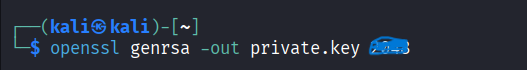 ┌──(kali㉿kali)-[~]
└─$ openssl genrsa -out private.key